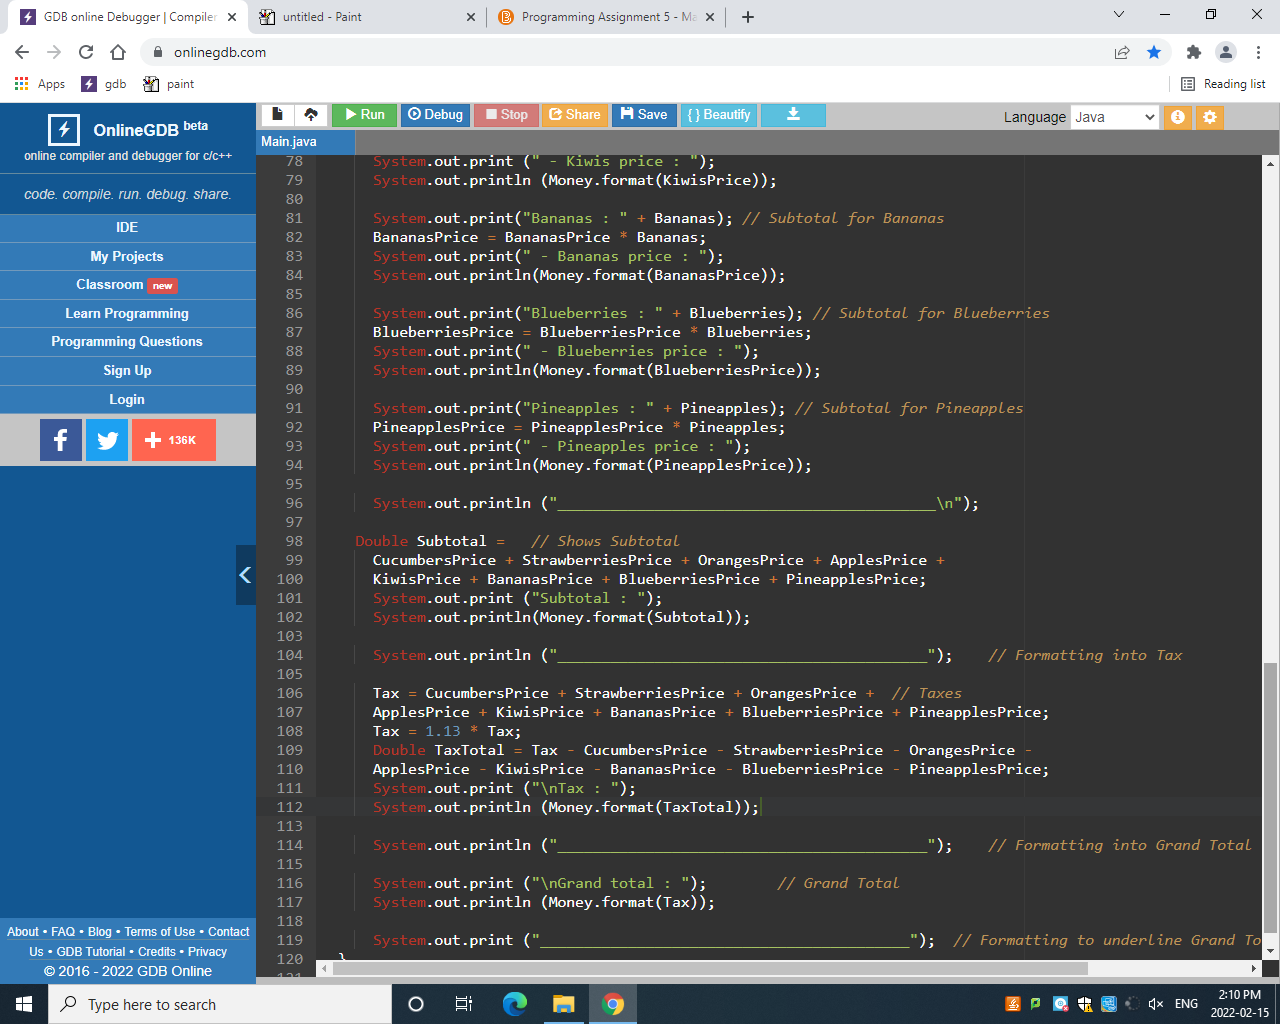 GDB online Debugger | Compiler
untitled - Paint
Programming Assignment 5 - Ma
onlinegdb.com
Apps
gdb
paint
Reading list
OnlineGDB beta
online compiler and debugger for c/c++
code. compile. run. debug. share.
IDE
My Projects
Classroom new
Learn Programming
Programming Questions
Sign Up
Login
136K
About • FAQ • Blog • Terms of Use • Contact
Us • GDB Tutorial • Credits • Privacy
© 2016 - 2022 GDB Online
Run Debug Stop Share Save { } Beautify
Language Java
Main.java
78 System.out.print (" - Kiwis price : ");
79 System.out.println (Money.format(KiwisPrice));
80
81 System.out.print("Bananas : " + Bananas); // Subtotal for Bananas
82 BananasPrice = BananasPrice * Bananas;
83 System.out.print(" - Bananas price : ");
84 System.out.println(Money.format(BananasPrice));
85
86 System.out.print("Blueberries : " + Blueberries); // Subtotal for Blueberries
87 BlueberriesPrice = BlueberriesPrice * Blueberries;
88 System.out.print(" - Blueberries price : ");
89 System.out.println(Money.format(BlueberriesPrice));
90
91 System.out.print("Pineapples : " + Pineapples); // Subtotal for Pineapples
92 PineapplesPrice = PineapplesPrice * Pineapples;
93 System.out.print(" - Pineapples price : ");
94 System.out.println(Money.format(PineapplesPrice));
95
96 System.out.println ("___________________________________________\n");
97
98 Double Subtotal = // Shows Subtotal
99 CucumbersPrice + StrawberriesPrice + OrangesPrice + ApplesPrice +
100 KiwisPrice + BananasPrice + BlueberriesPrice + PineapplesPrice;
101 System.out.print ("Subtotal : ");
102 System.out.println(Money.format(Subtotal));
103
104 System.out.println ("__________________________________________"); // Formatting into Tax
105
106 Tax = CucumbersPrice + StrawberriesPrice + OrangesPrice + // Taxes
107 ApplesPrice + KiwisPrice + BananasPrice + BlueberriesPrice + PineapplesPrice;
108 Tax = 1.13 * Tax;
109 Double TaxTotal = Tax - CucumbersPrice - StrawberriesPrice - OrangesPrice -
110 ApplesPrice - KiwisPrice - BananasPrice - BlueberriesPrice - PineapplesPrice;
111 System.out.print ("\nTax : ");
112 System.out.println (Money.format(TaxTotal));
113
114 System.out.println ("__________________________________________"); // Formatting into Grand Total
115
116 System.out.print ("\nGrand total : "); // Grand Total
117 System.out.println (Money.format(Tax));
118
119 System.out.print ("__________________________________________"); // Formatting to underline Grand To
120 }
121
Type here to search
ENG
2:10 PM
2022-02-15